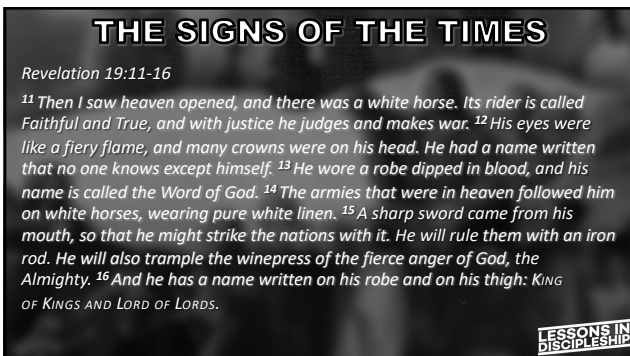 THE SIGNS OF THE TIMES
Revelation 19:11-16
11 Then I saw heaven opened, and there was a white horse. Its rider is called
Faithful and True, and with justice he judges and makes war. 12 His eyes were
like a fiery flame, and many crowns were on his head. He had a name written
that no one knows except himself. 13 He wore a robe dipped in blood, and his
name is called the Word of God. 14 The armies that were in heaven followed him
on white horses, wearing pure white linen. 15 A sharp sword came from his
mouth, so that he might strike the nations with it. He will rule them with an iron
rod. He will also trample the winepress of the fierce anger of God, the
Almighty. 16 And he has a name written on his robe and on his thigh: KING
OF KINGS AND LORD OF LORDS.
LESSONS IN
DISCIPLESHIP